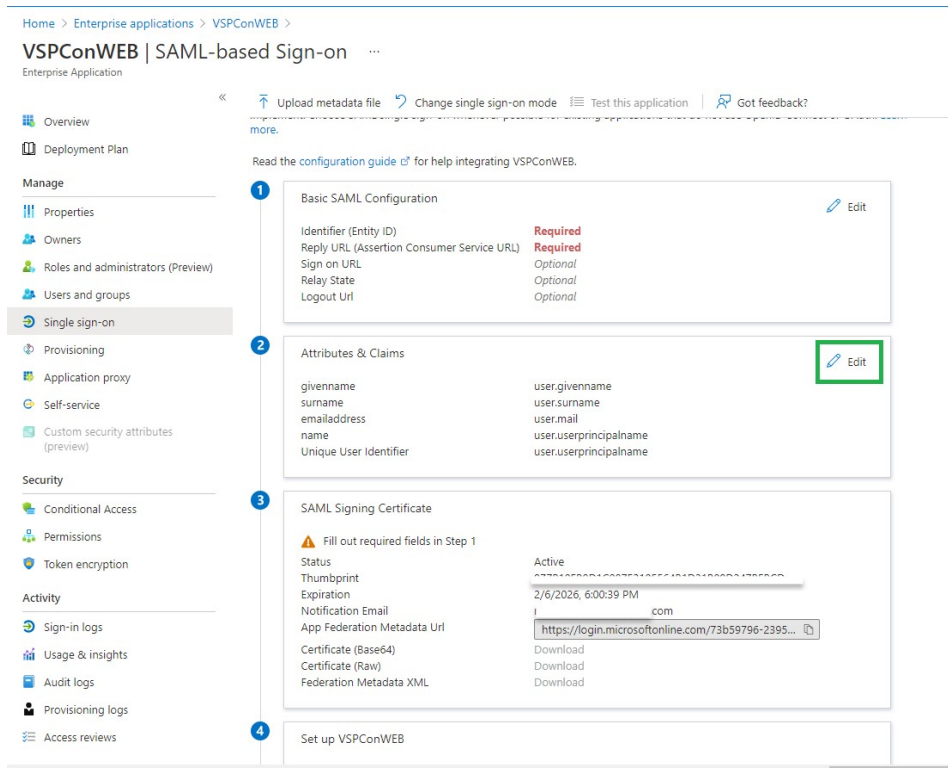 Home > Enterprise applications > VSPConWEB >
VSPConWEB | SAML-based Sign-on ...
Enterprise Application
«
Overview
Deployment Plan
Manage
Properties
Owners
Roles and administrators (Preview)
Users and groups
Single sign-on
Provisioning
Application proxy
Self-service
Custom security attributes
(preview)
Security
Conditional Access
Permissions
Token encryption
Activity
Sign-in logs
Usage & insights
Audit logs
Provisioning logs
Access reviews
Upload metadata file Change single sign-on mode Test this application | Got feedback?
more.
Read the configuration guide for help integrating VSPConWEB.
1
Basic SAML Configuration
Edit
Identifier (Entity ID) Required
Reply URL (Assertion Consumer Service URL) Required
Sign on URL Optional
Relay State Optional
Logout Url Optional
2
Attributes & Claims
Edit
givenname user.givenname
surname user.surname
emailaddress user.mail
name user.userprincipalname
Unique User Identifier user.userprincipalname
3
SAML Signing Certificate
Fill out required fields in Step 1
Status Active
Thumbprint
Expiration 2/6/2026, 6:00:39 PM
Notification Email com
App Federation Metadata Url https://login.microsoftonline.com/73b59796-2395...
Certificate (Base64) Download
Certificate (Raw) Download
Federation Metadata XML Download
4
Set up VSPConWEB